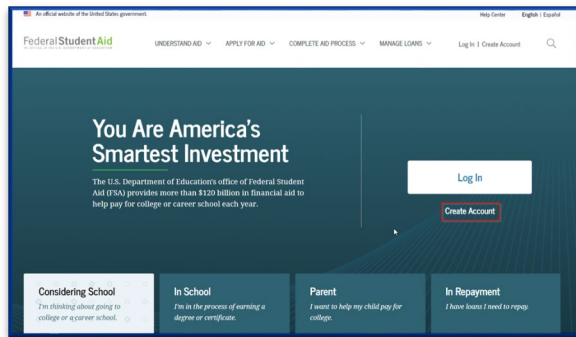 An official website of the United States government.
Help Center English | Español
FederalStudentAid
UNDERSTAND AID APPLY FOR AID COMPLETE AID PROCESS MANAGE LOANS Log In | Create Account
You Are America's
Smartest Investment
The U.S. Department of Education's office of Federal Student
Aid (FSA) provides more than $120 billion in financial aid to
help pay for college or career school each year.
Log In
Create Account
Considering School
I'm thinking about going to
college or a career school.
In School
I'm in the process of earning a
degree or certificate.
Parent
I want to help my child pay for
college.
In Repayment
I have loans I need to repay.